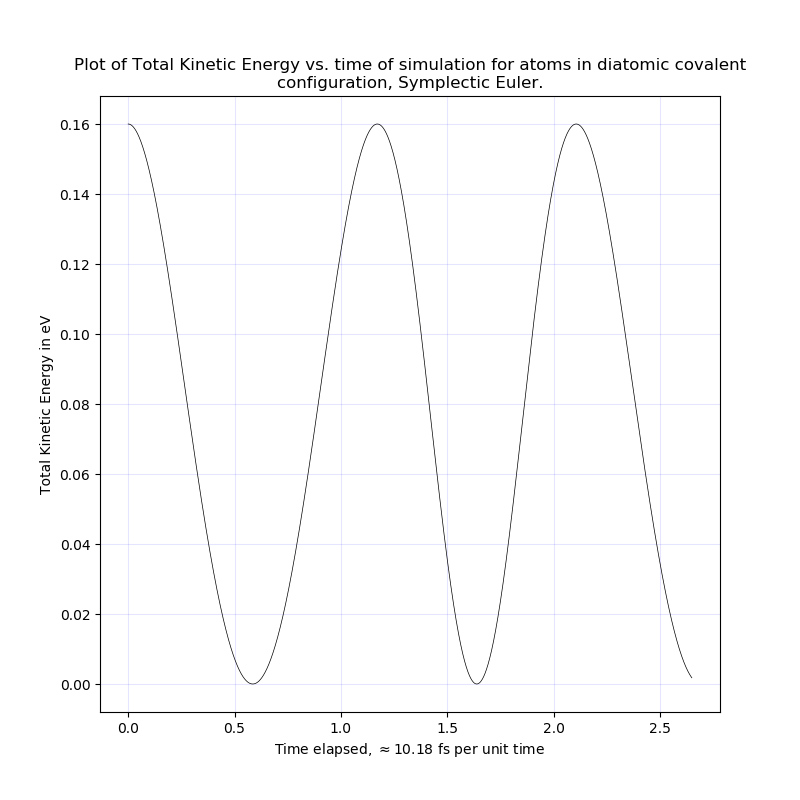 Plot of Total Kinetic Energy vs. time of simulation for atoms in diatomic covalent
configuration, Symplectic Euler.
Total Kinetic Energy in eV
0.16
0.14
0.12
0.10
0.08
0.06
0.04
0.02
0.00
0.0 0.5 1.0 1.5 2.0 2.5
Time elapsed, ≈ 10.18 fs per unit time